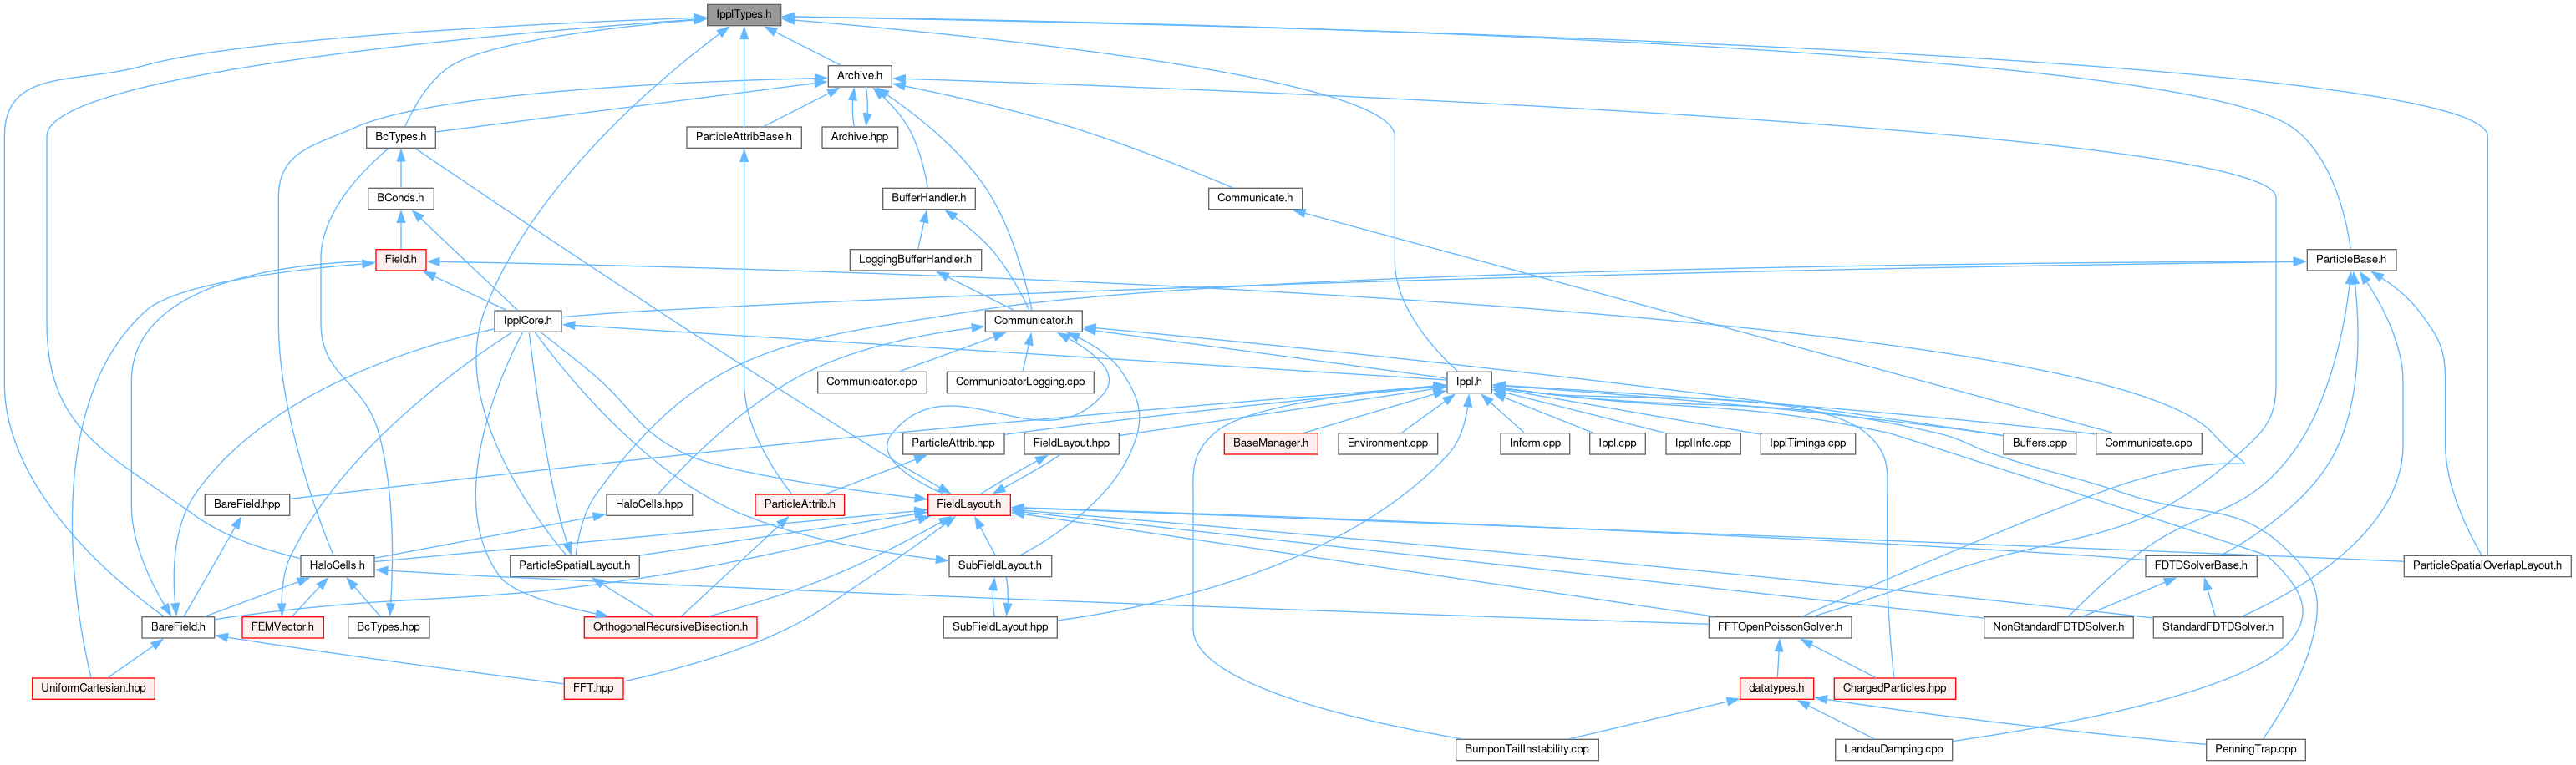 IpplTypes.h
Archive.h
BcTypes.h
ParticleAttribBase.h
Archive.hpp
BConds.h
BufferHandler.h
Communicate.h
Field.h
LoggingBufferHandler.h
ParticleBase.h
IpplCore.h
Communicator.h
Communicator.cpp
CommunicatorLogging.cpp
Ippl.h
ParticleAttrib.hpp
FieldLayout.hpp
BaseManager.h
Environment.cpp
Inform.cpp
Ippl.cpp
IpplInfo.cpp
IpplTimings.cpp
Buffers.cpp
Communicate.cpp
BareField.hpp
HaloCells.hpp
ParticleAttrib.h
FieldLayout.h
HaloCells.h
ParticleSpatialLayout.h
SubFieldLayout.h
FDTDSolverBase.h
ParticleSpatialOverlapLayout.h
BareField.h
FEMVector.h
BcTypes.hpp
OrthogonalRecursiveBisection.h
SubFieldLayout.hpp
FFTOpenPoissonSolver.h
NonStandardFDTDSolver.h
StandardFDTDSolver.h
UniformCartesian.hpp
FFT.hpp
datatypes.h
ChargedParticles.hpp
BumponTailInstability.cpp
LandauDamping.cpp
PenningTrap.cpp